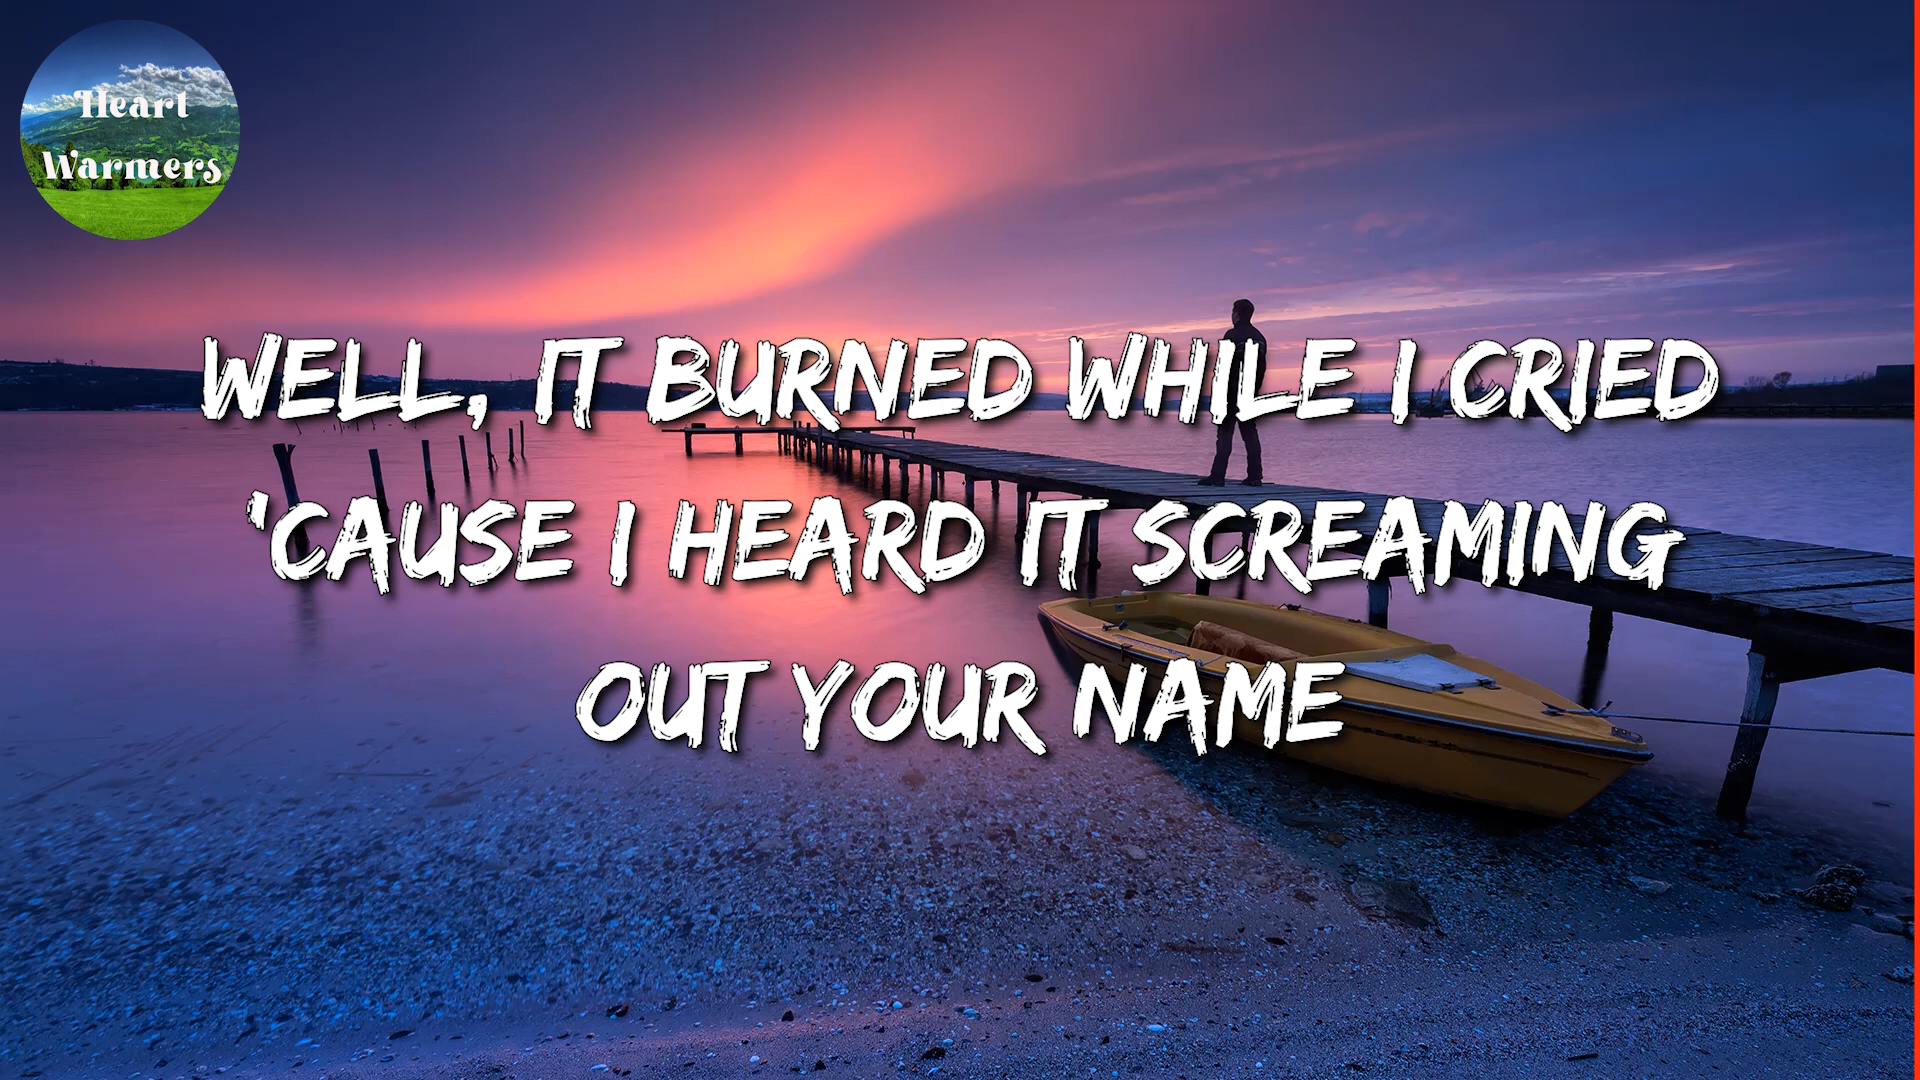 Heart
Warmers
WELL, IT BURNED WHILE I CRIED
'CAUSE I HEARD IT SCREAMING
OUT YOUR NAME